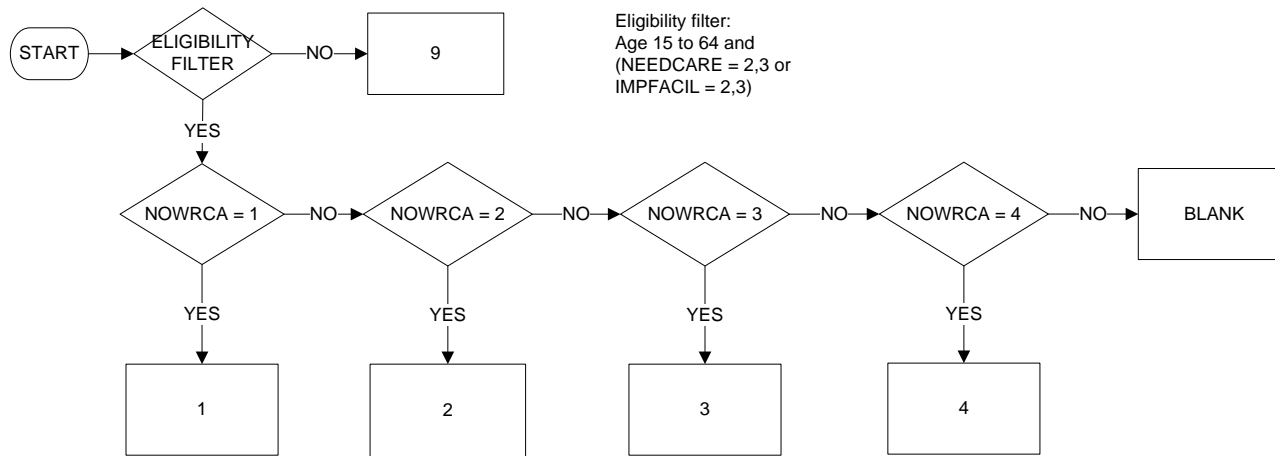 START
ELIGIBILITY
FILTER
NO
9
Eligibility filter:
Age 15 to 64 and
(NEEDCARE = 2,3 or
IMPFACIL = 2,3)
YES
NOWRCA = 1
NO
NOWRCA = 2
NO
NOWRCA = 3
NO
NOWRCA = 4
NO
BLANK
YES
YES
YES
YES
1
2
3
4